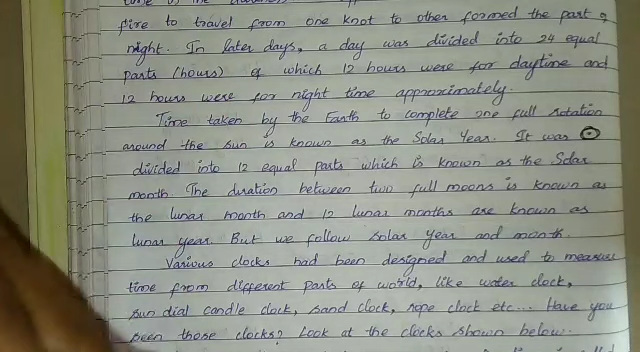 fire to travel from one knot to other formed the part of
night. In later days, a day was divided into 24 equal
parts (hours) of which 12 hours were for daytime and
12 hours were for night time approximately.
Time taken by the Earth to complete one full rotation
around the sun is known as the Solar Year. It was
divided into 12 equal parts which is known as the Solar
month. The duration between two full moons is known as
the lunar month and 12 lunar months are known as
lunar year. But we follow solar year and month.
Various clocks had been designed and used to measure
time from different parts of world, like water clock,
sun dial candle clock, sand clock, rope clock etc... Have you
seen those clocks? Look at the clocks shown below.